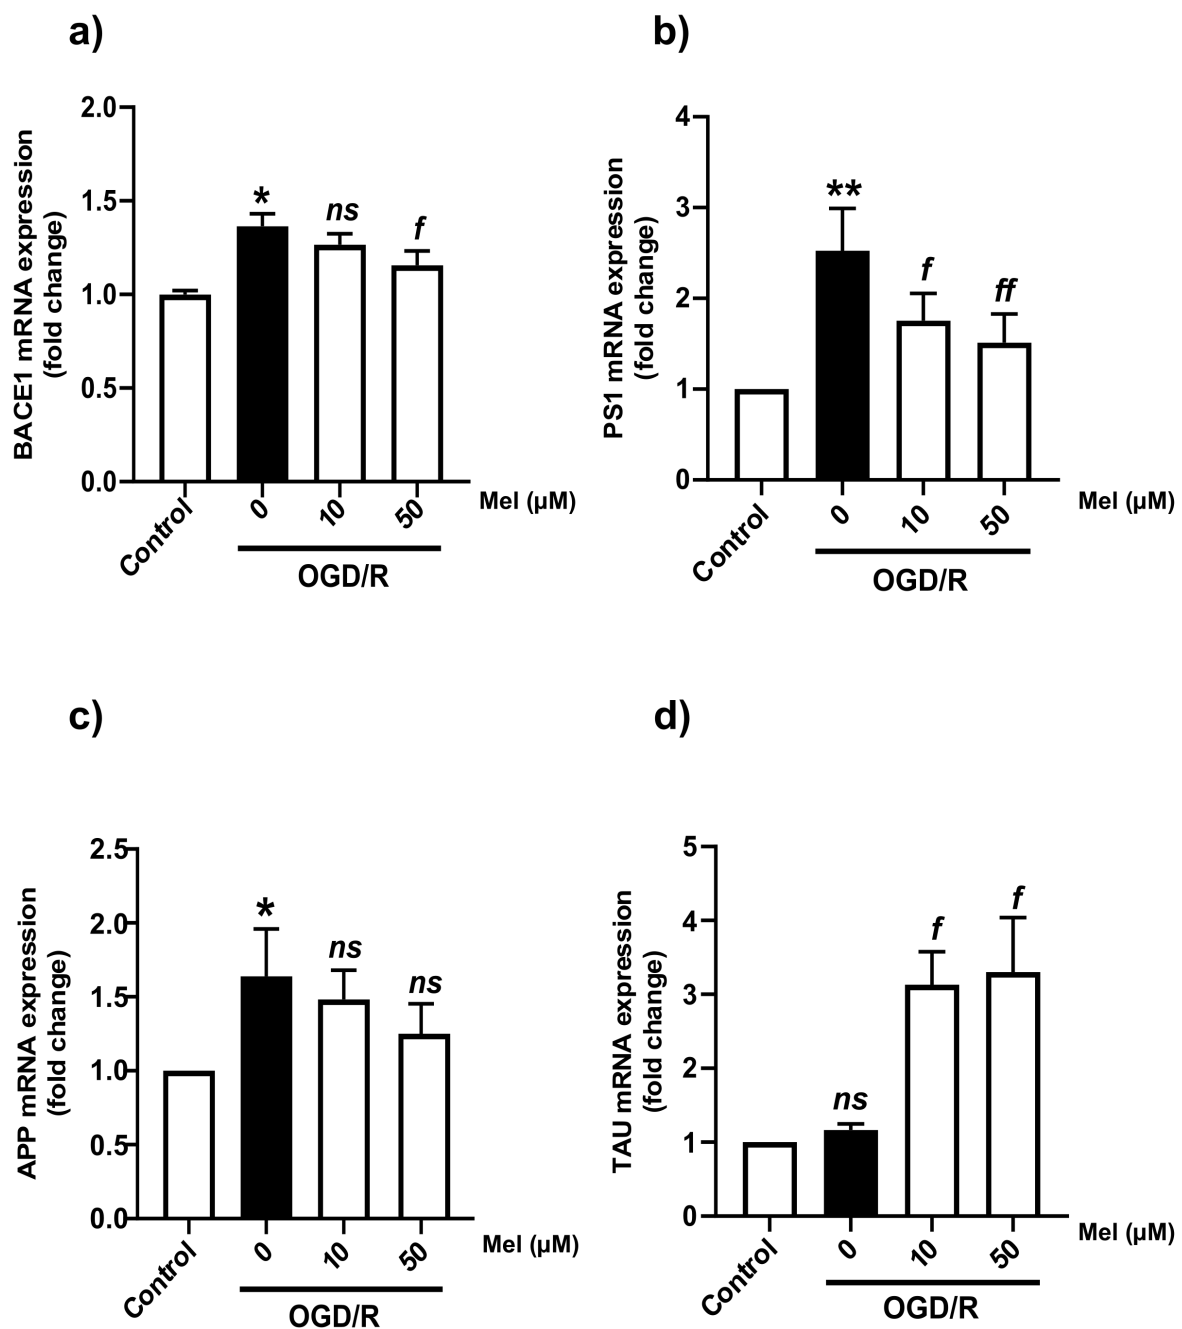 a)
BACE1 mRNA expression
(fold change)
2.0
1.5
1.0
0.5
0.0
*
ns
f
Control
0
10
50
Mel (µM)
OGD/R
b)
PS1 mRNA expression
(fold change)
4
3
2
1
0
**
f
ff
Control
0
10
50
Mel (µM)
OGD/R
c)
APP mRNA expression
(fold change)
2.5
2.0
1.5
1.0
0.5
0.0
*
ns
ns
Control
0
10
50
Mel (µM)
OGD/R
d)
TAU mRNA expression
(fold change)
5
4
3
2
1
0
ns
f
f
Control
0
10
50
Mel (µM)
OGD/R